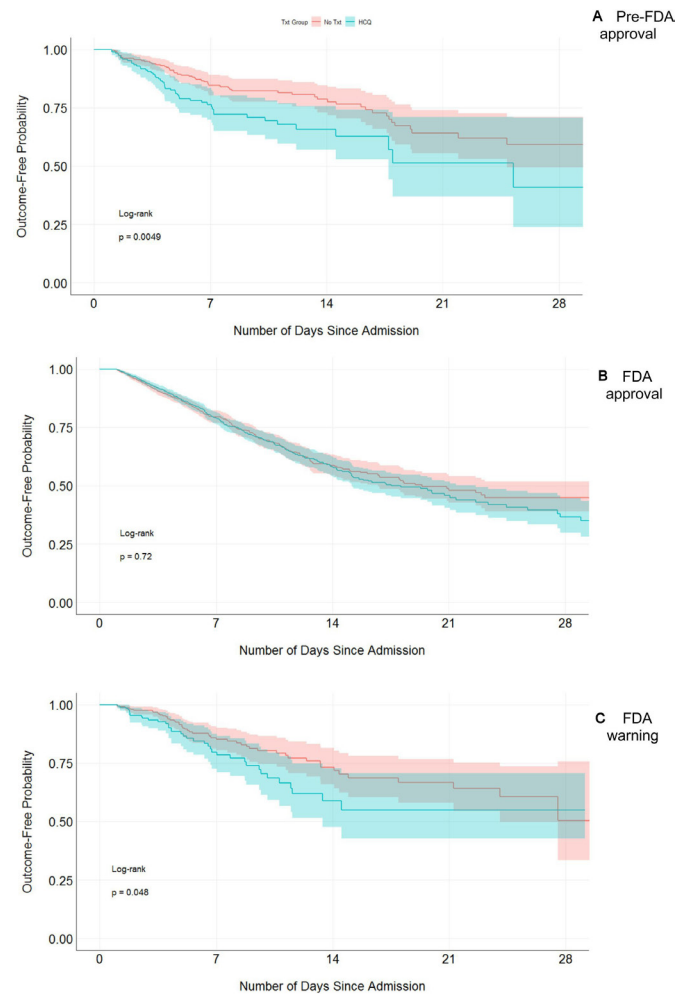 Txt Group No Txt HCQ
A Pre-FDA
approval
1.00
0.75
0.50
0.25
0.00
Outcome-Free Probability
Log-rank
p = 0.0049
0 7 14 21 28
Number of Days Since Admission
B FDA
approval
1.00
0.75
0.50
0.25
0.00
Outcome-Free Probability
Log-rank
p = 0.72
0 7 14 21 28
Number of Days Since Admission
C FDA
warning
1.00
0.75
0.50
0.25
0.00
Outcome-Free Probability
Log-rank
p = 0.048
0 7 14 21 28
Number of Days Since Admission